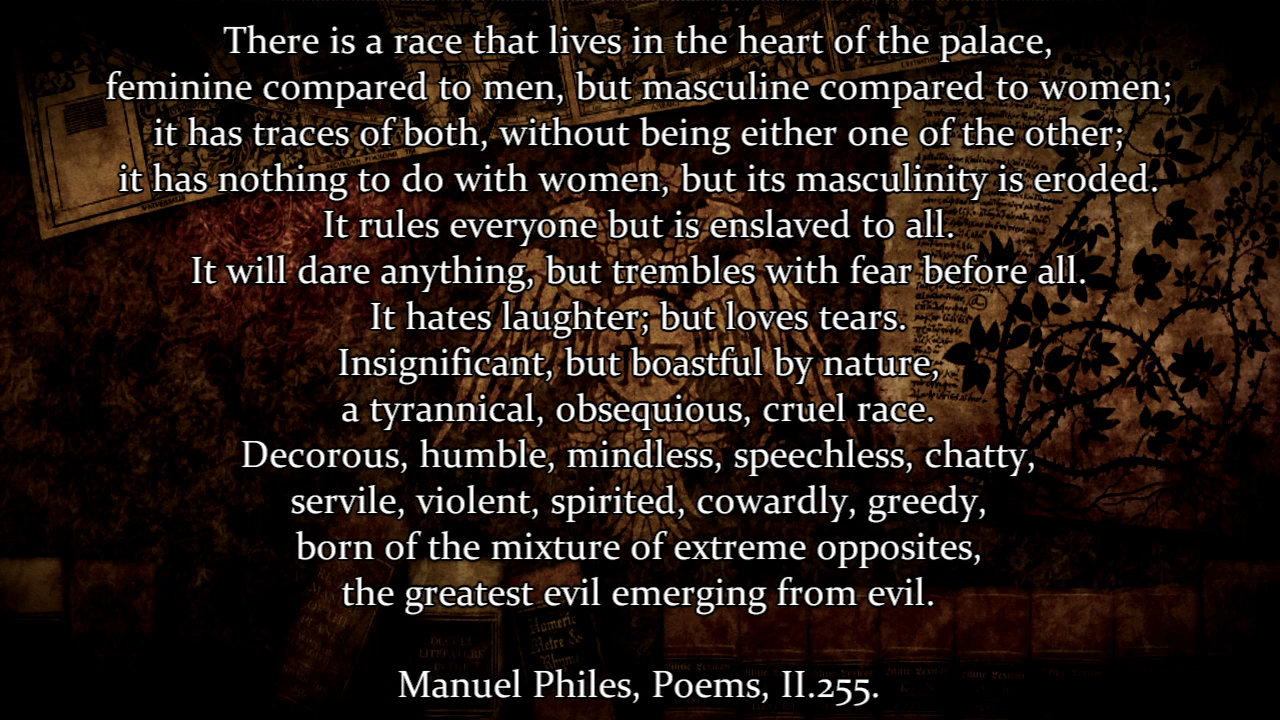 There is a race that lives in the heart of the palace,
feminine compared to men, but masculine compared to women;
it has traces of both, without being either one of the other;
it has nothing to do with women, but its masculinity is eroded.
It rules everyone but is enslaved to all.
It will dare anything, but trembles with fear before all.
It hates laughter; but loves tears.
Insignificant, but boastful by nature,
a tyrannical, obsequious, cruel race.
Decorous, humble, mindless, speechless, chatty,
servile, violent, spirited, cowardly, greedy,
born of the mixture of extreme opposites,
the greatest evil emerging from evil.
Manuel Philes, Poems, II.255.
Homeric
Metre &
Rhyme
OCCULT
LITERATURE